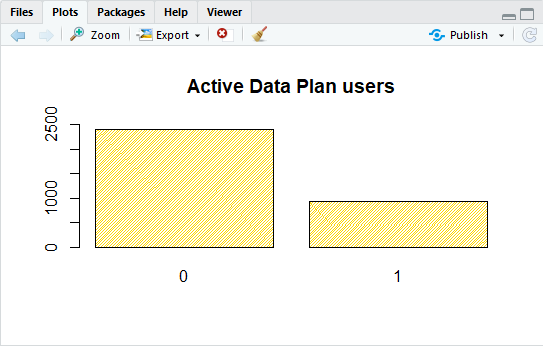 Files Plots Packages Help Viewer
Zoom Export Publish
Active Data Plan users
2500
1000
0
0 1